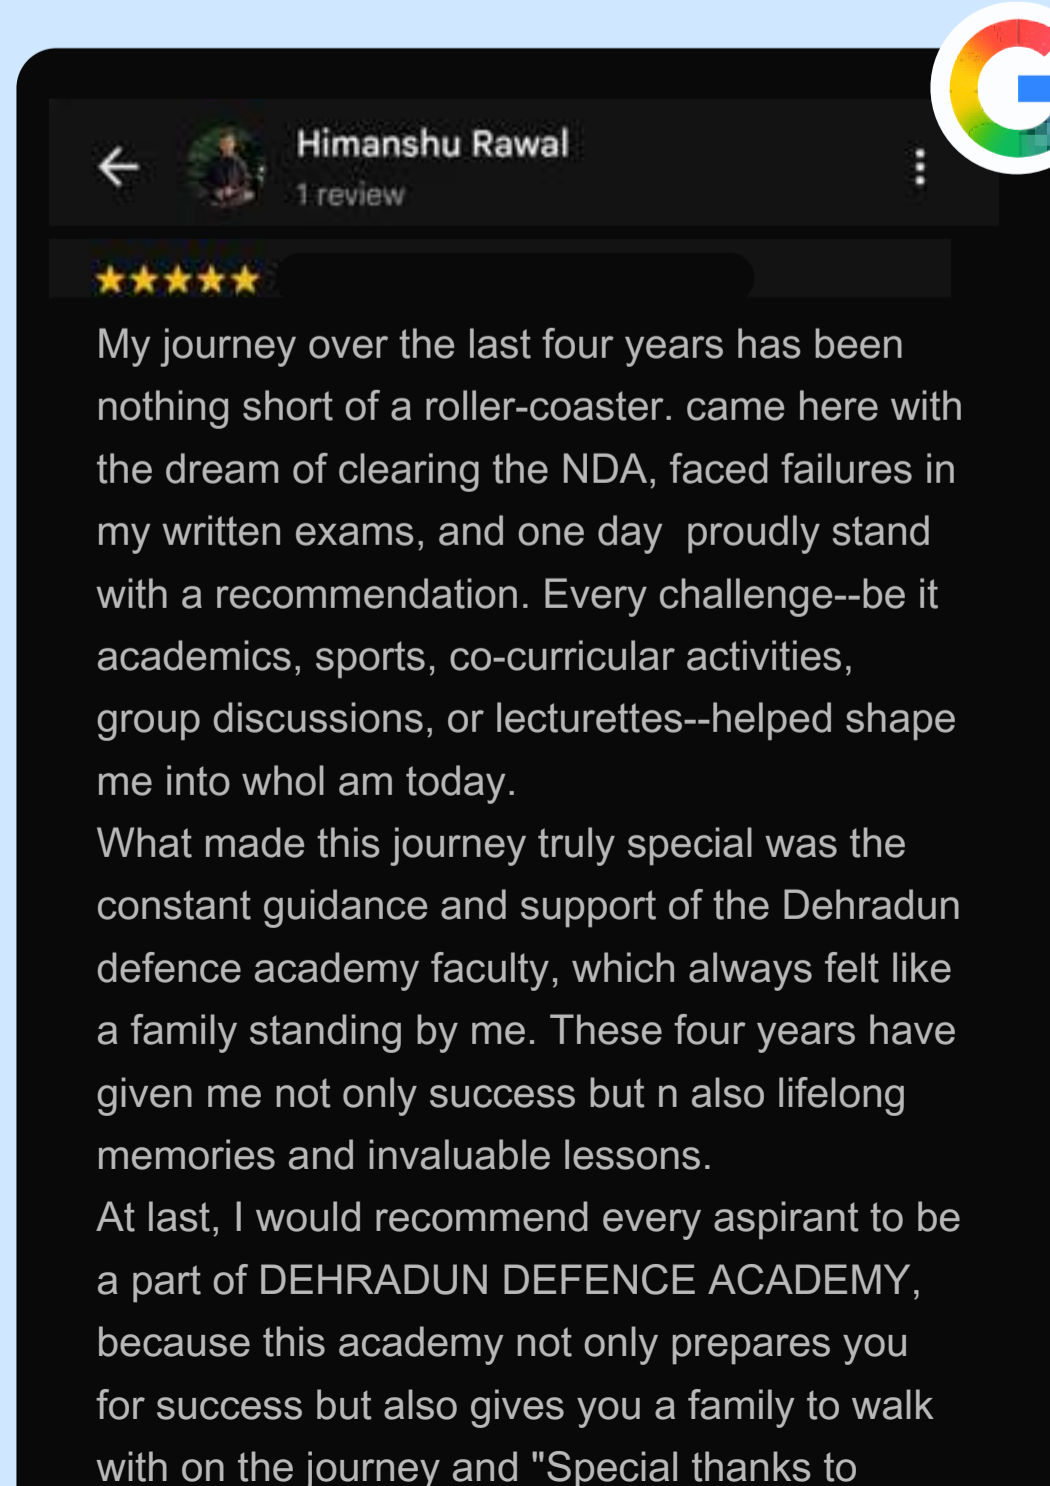 Himanshu Rawal
1 review
My journey over the last four years has been
nothing short of a roller-coaster. came here with
the dream of clearing the NDA, faced failures in
my written exams, and one day  proudly stand
with a recommendation. Every challenge--be it
academics, sports, co-curricular activities,
group discussions, or lecturettes--helped shape
me into whoI am today.
What made this journey truly special was the
constant guidance and support of the Dehradun
defence academy faculty, which always felt like
a family standing by me. These four years have
given me not only success but n also lifelong
memories and invaluable lessons.
At last, I would recommend every aspirant to be
a part of DEHRADUN DEFENCE ACADEMY,
because this academy not only prepares you
for success but also gives you a family to walk
with on the journey and "Special thanks to